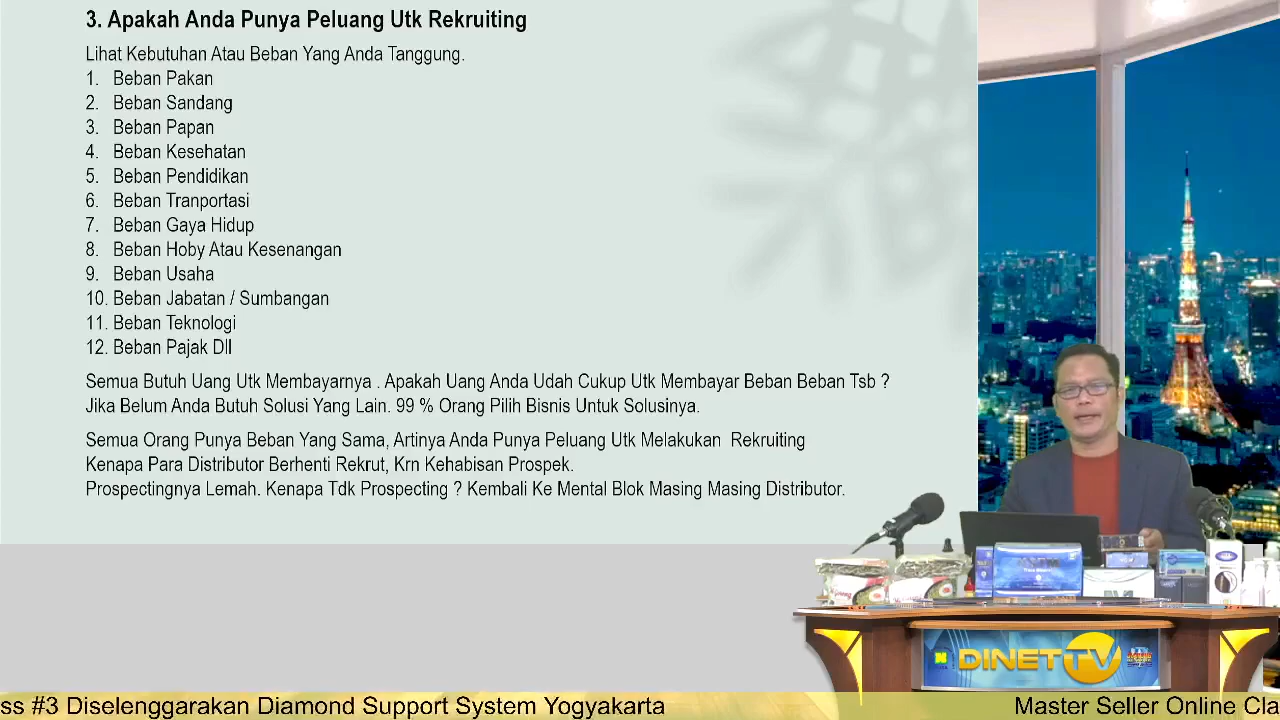 3. Apakah Anda Punya Peluang Utk Rekruiting
Lihat Kebutuhan Atau Beban Yang Anda Tanggung.
1. Beban Pakan
2. Beban Sandang
3. Beban Papan
4. Beban Kesehatan
5. Beban Pendidikan
6. Beban Tranportasi
7. Beban Gaya Hidup
8. Beban Hoby Atau Kesenangan
9. Beban Usaha
10. Beban Jabatan / Sumbangan
11. Beban Teknologi
12. Beban Pajak Dll
Semua Butuh Uang Utk Membayarnya . Apakah Uang Anda Udah Cukup Utk Membayar Beban Beban Tsb ?
Jika Belum Anda Butuh Solusi Yang Lain. 99 % Orang Pilih Bisnis Untuk Solusinya.
Semua Orang Punya Beban Yang Sama, Artinya Anda Punya Peluang Utk Melakukan Rekruiting
Kenapa Para Distributor Berhenti Rekrut, Krn Kehabisan Prospek.
Prospectingnya Lemah. Kenapa Tdk Prospecting ? Kembali Ke Mental Blok Masing Masing Distributor.
DINET TV
ss #3 Diselenggarakan Diamond Support System Yogyakarta
Master Seller Online Cla